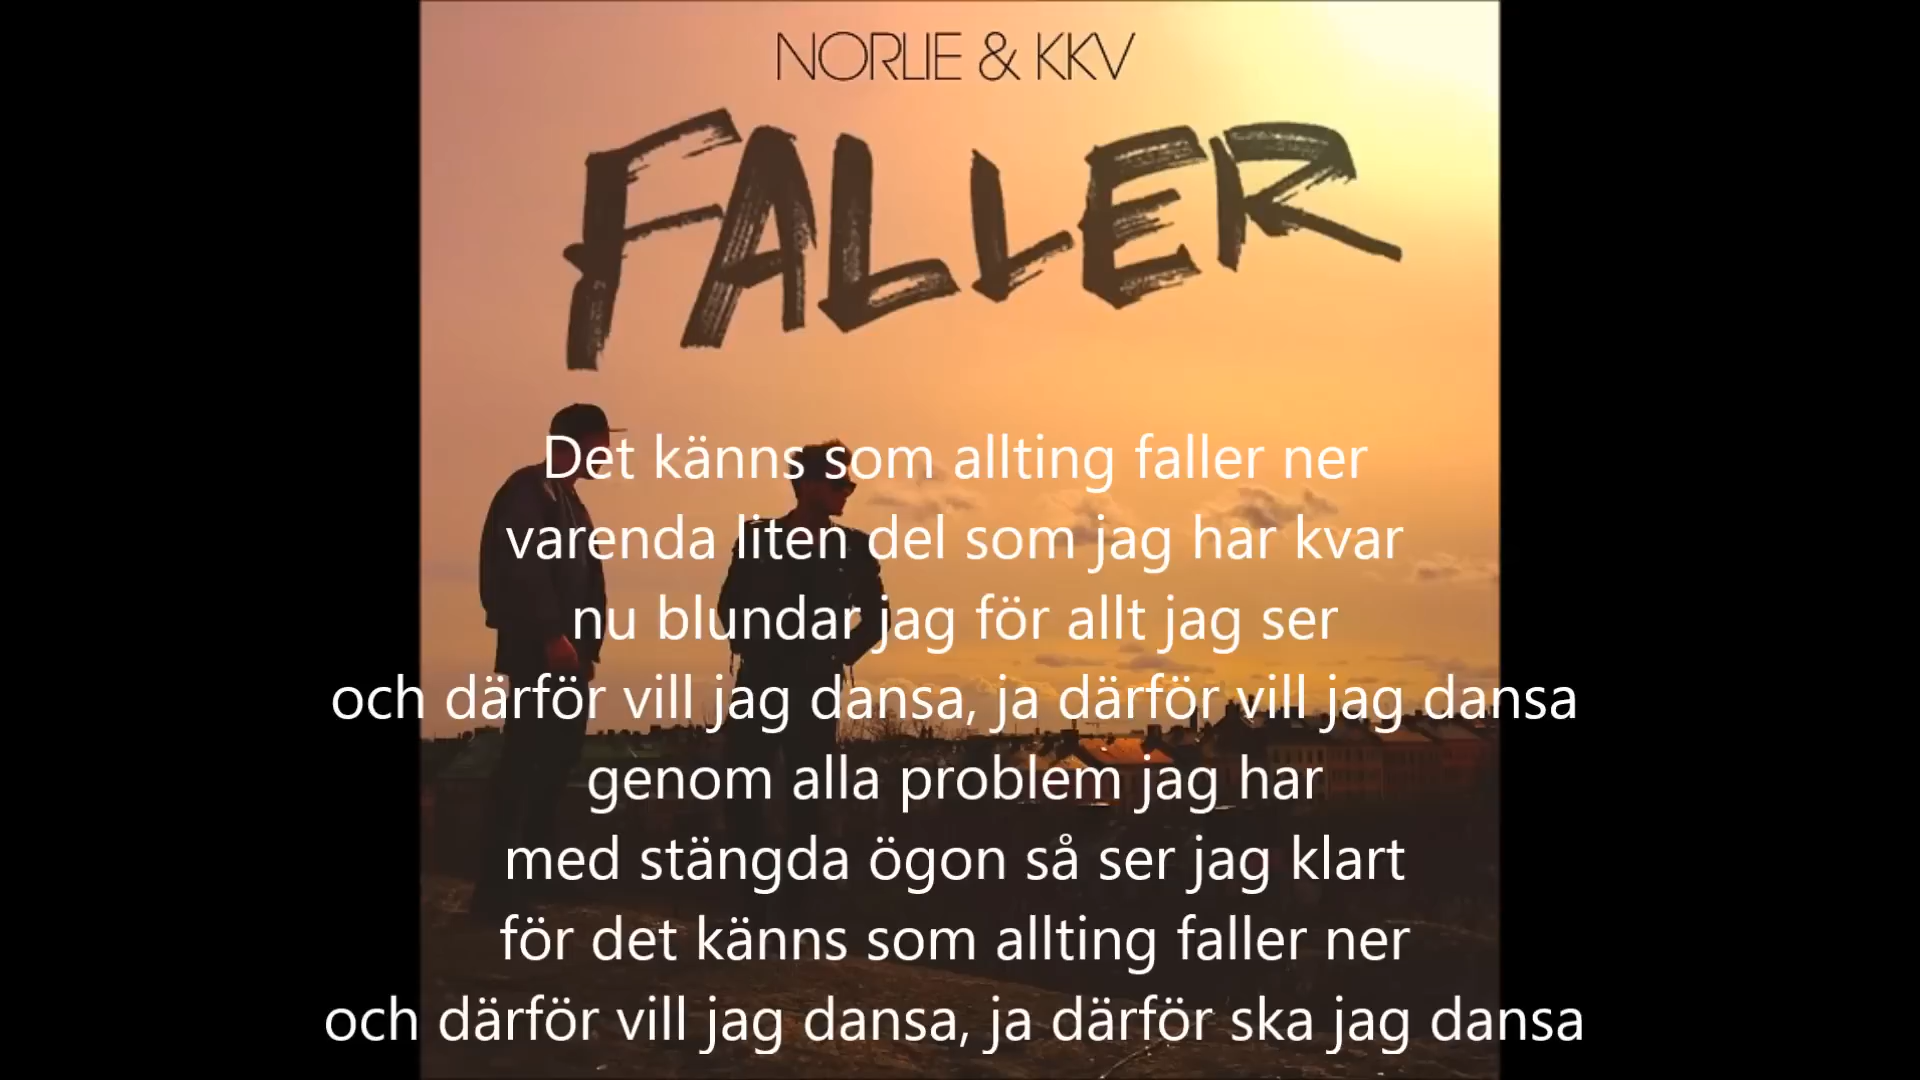 NORLIE & KKV
FALLER
Det känns som allting faller ner
varenda liten del som jag har kvar
nu blundar jag för allt jag ser
och därför vill jag dansa, ja därför vill jag dansa
genom alla problem jag har
med stängda ögon så ser jag klart
för det känns som allting faller ner
och därför vill jag dansa, ja därför ska jag dansa